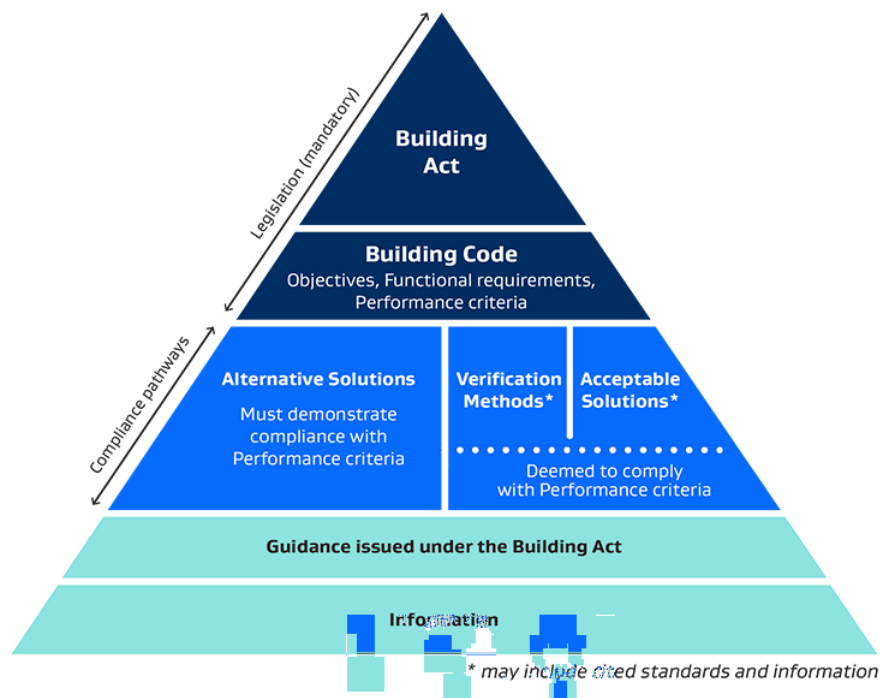 Legislation (mandatory)
Building
Act
Building Code
Objectives, Functional requirements,
Performance criteria
Compliance pathways
Alternative Solutions
Must demonstrate
compliance with
Performance criteria
Verification
Methods*
Acceptable
Solutions*
Deemed to comply
with Performance criteria
Guidance issued under the Building Act
Information
* may include cited standards and information